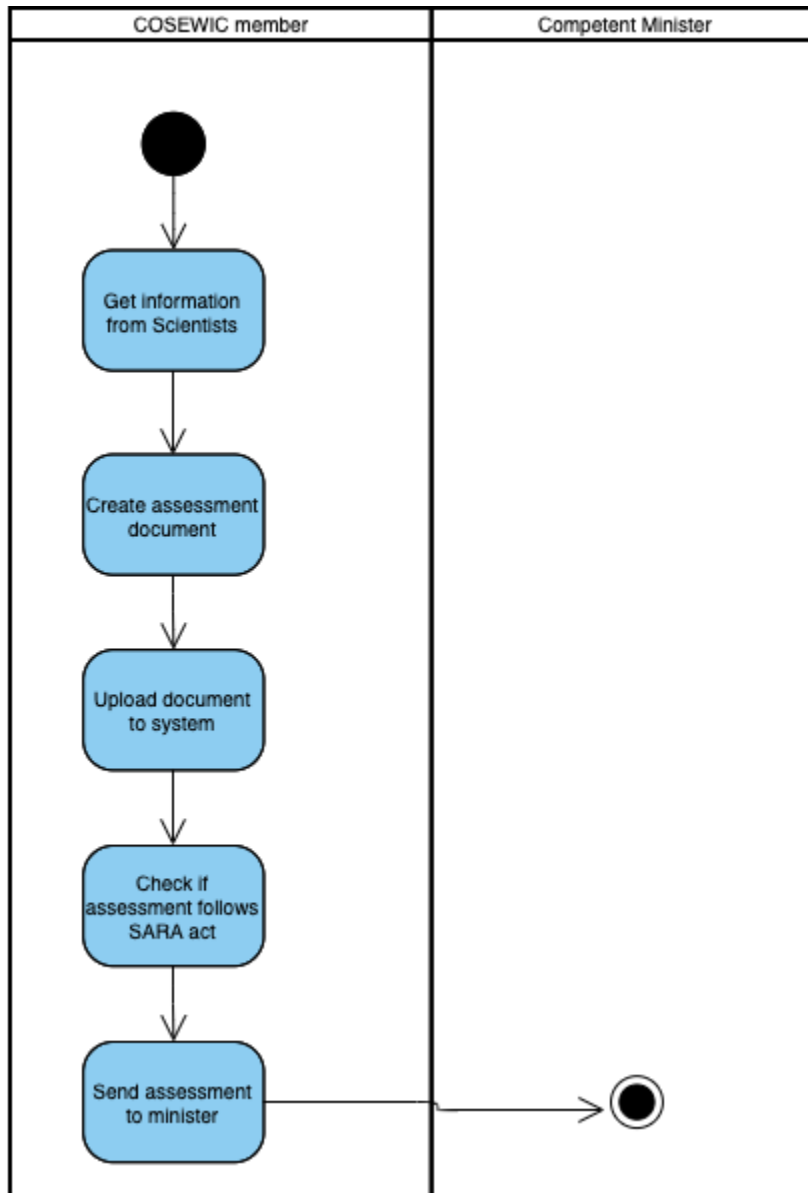 COSEWIC member
Competent Minister
Get information
from Scientists
Create assessment
document
Upload document
to system
Check if
assessment follows
SARA act
Send assessment
to minister